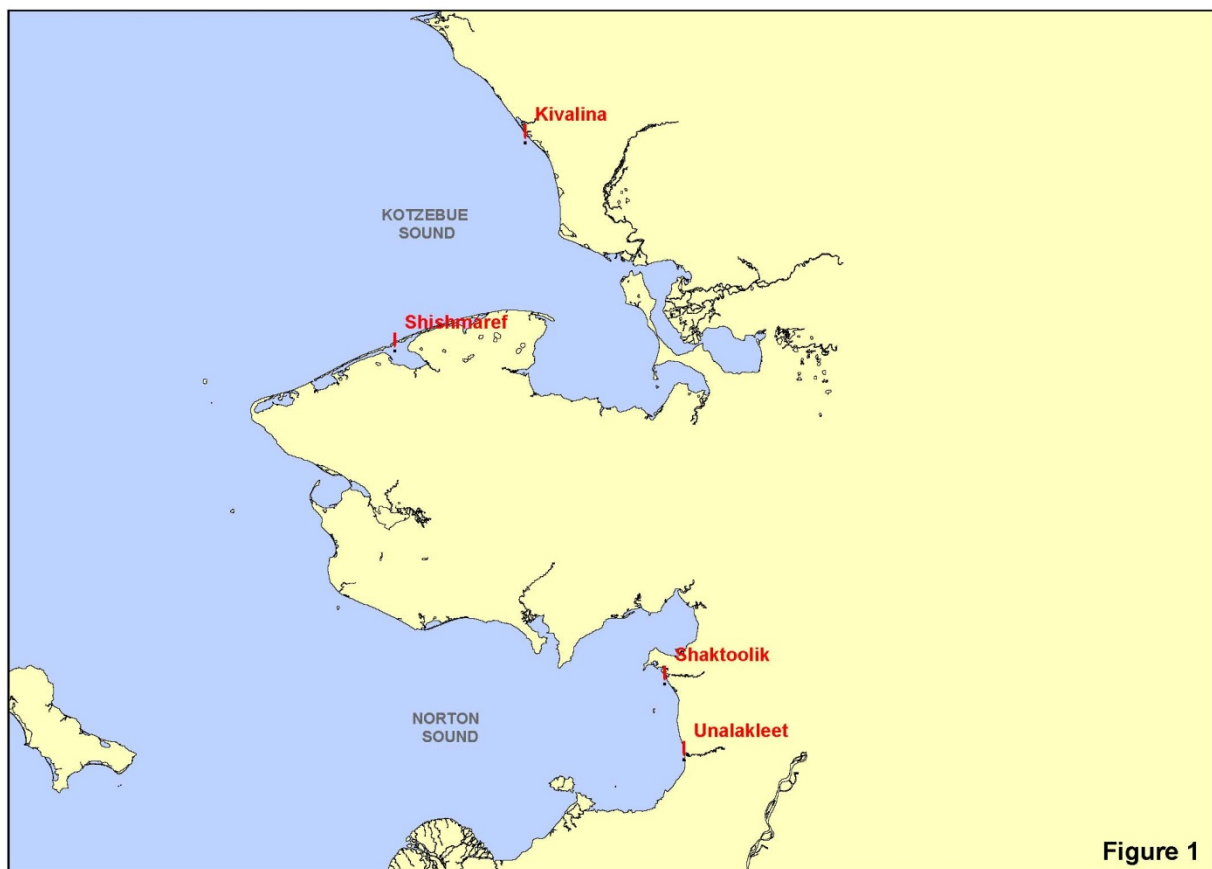 Kivalina
KOTZEBUE
SOUND
Shishmaref
Shaktoolik
NORTON
SOUND
Unalakleet
Figure 1